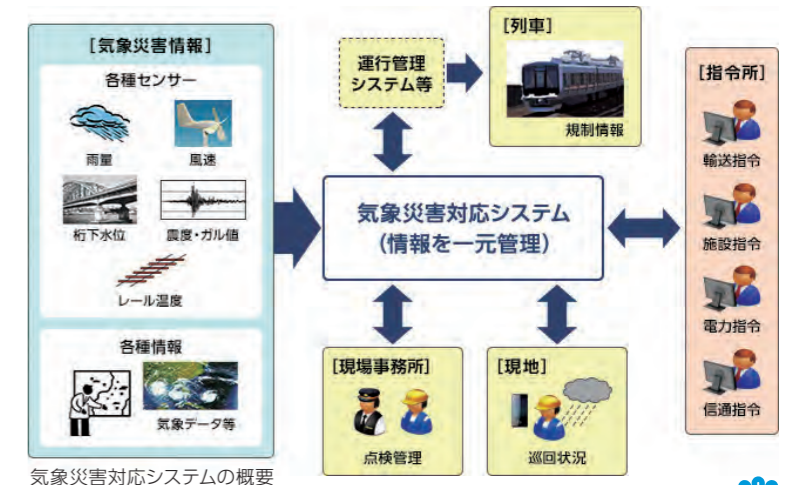 [気象災害情報]
各種センサー
雨量
風速
桁下水位
震度・ガル値
レール温度
各種情報
気象データ等
運行管理
システム等
[列車]
規制情報
気象災害対応システム
(情報を一元管理)
[現場事務所]
点検管理
[現地]
巡回状況
[指令所]
輸送指令
施設指令
電力指令
信通指令
気象災害対応システムの概要